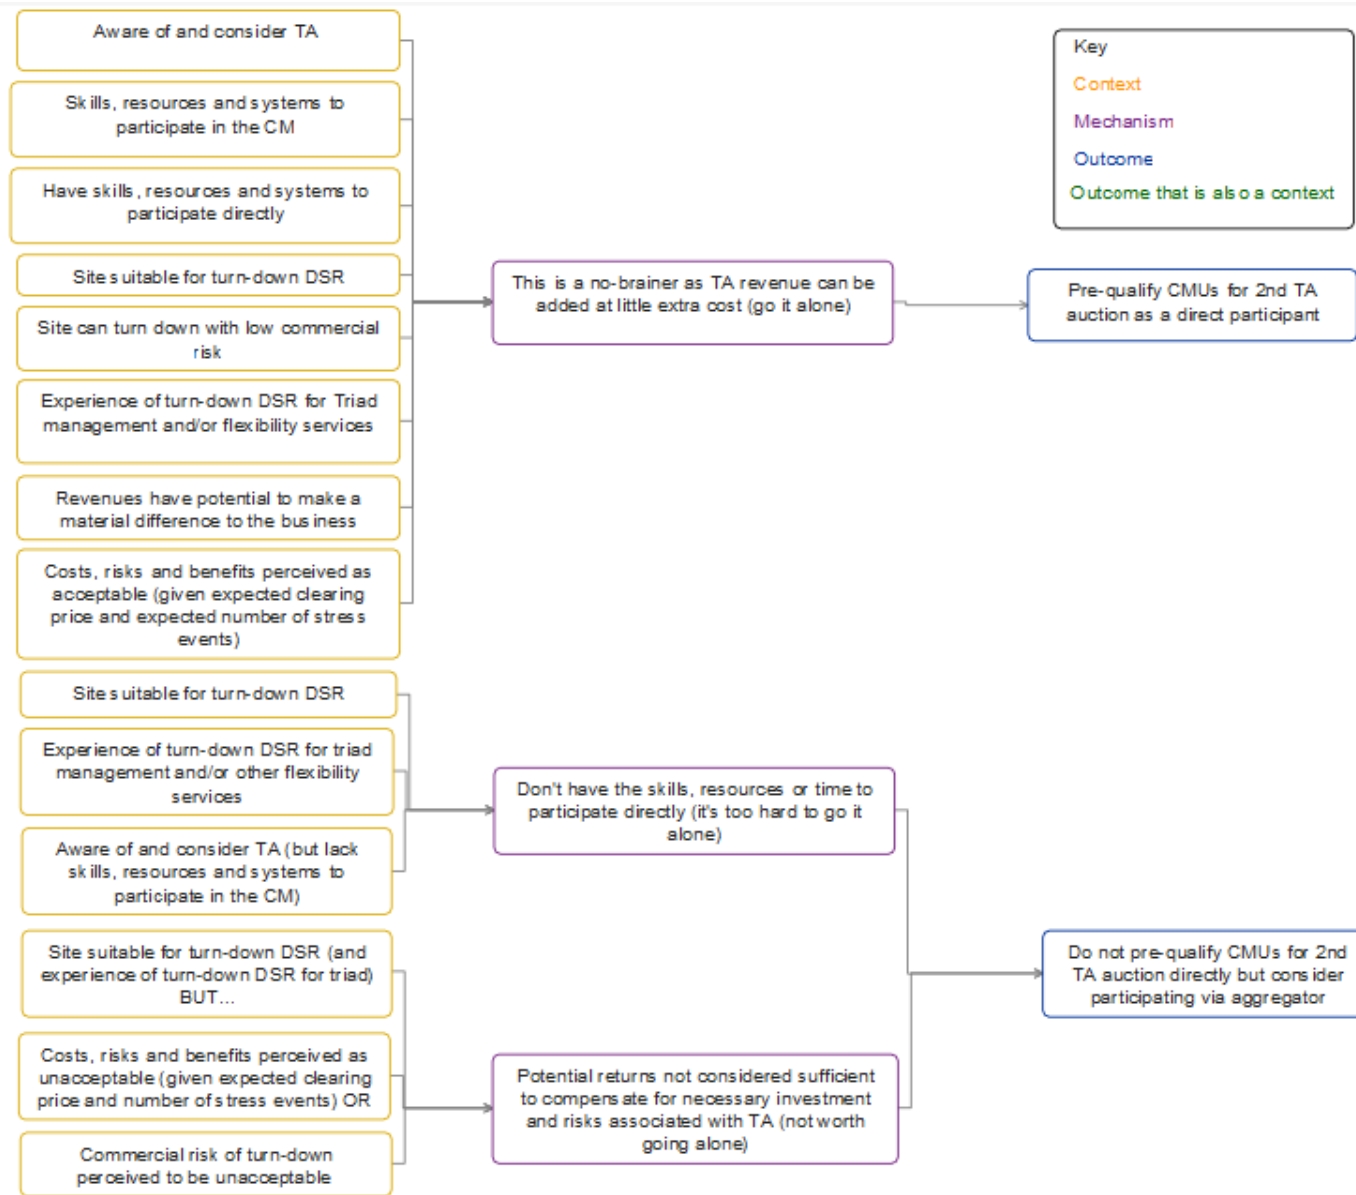 Aware of and consider TA
Skills, resources and systems to
participate in the CM
Have skills, resources and systems to
participate directly
Site suitable for turn-down DSR
Site can turn down with low commercial
risk
Experience of turn-down DSR for Triad
management and/or flexibility services
Revenues have potential to make a
material difference to the business
Costs, risks and benefits perceived as
acceptable (given expected clearing
price and expected number of stress
events)
This is a no-brainer as TA revenue can be
added at little extra cost (go it alone)
Pre-qualify CMUs for 2nd TA
auction as a direct participant
Key
Context
Mechanism
Outcome
Outcome that is also a context
Site suitable for turn-down DSR
Experience of turn-down DSR for triad
management and/or other flexibility
services
Aware of and consider TA (but lack
skills, resources and systems to
participate in the CM)
Don't have the skills, resources or time to
participate directly (it's too hard to go it
alone)
Site suitable for turn-down DSR (and
experience of turn-down DSR for triad)
BUT...
Costs, risks and benefits perceived as
unacceptable (given expected clearing
price and number of stress events) OR
Commercial risk of turn-down
perceived to be unacceptable
Potential returns not considered sufficient
to compensate for necessary investment
and risks associated with TA (not worth
going alone)
Do not pre-qualify CMUs for 2nd
TA auction directly but consider
participating via aggregator